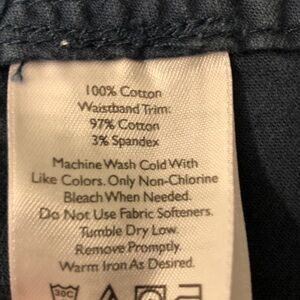 100% Cotton
Waistband Trim:
97% Cotton
3% Spandex
Machine Wash Cold With
Like Colors. Only Non-Chlorine
Bleach When Needed.
Do Not Use Fabric Softeners.
Tumble Dry Low.
Remove Promptly.
Warm Iron As Desired.
30C